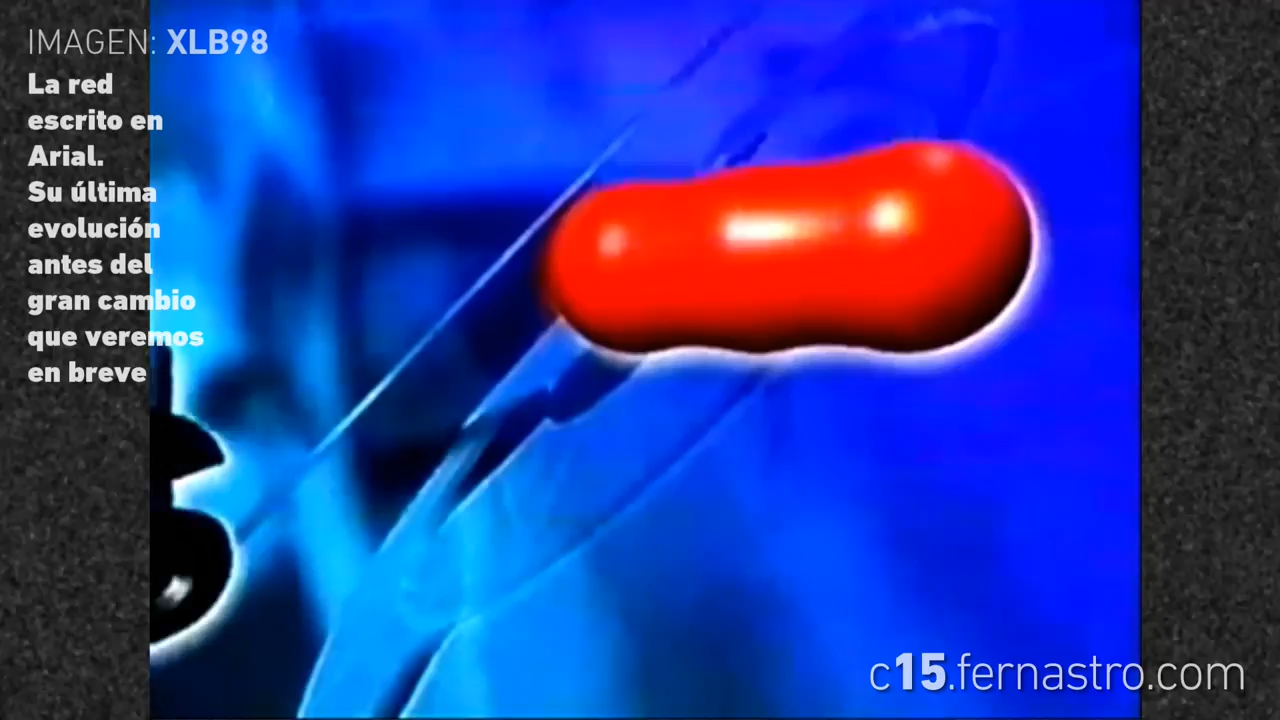 IMAGEN: XLB98
La red
escrito en
Arial.
Su última
evolución
antes del
gran cambio
que veremos
en breve
c15.fernastro.com